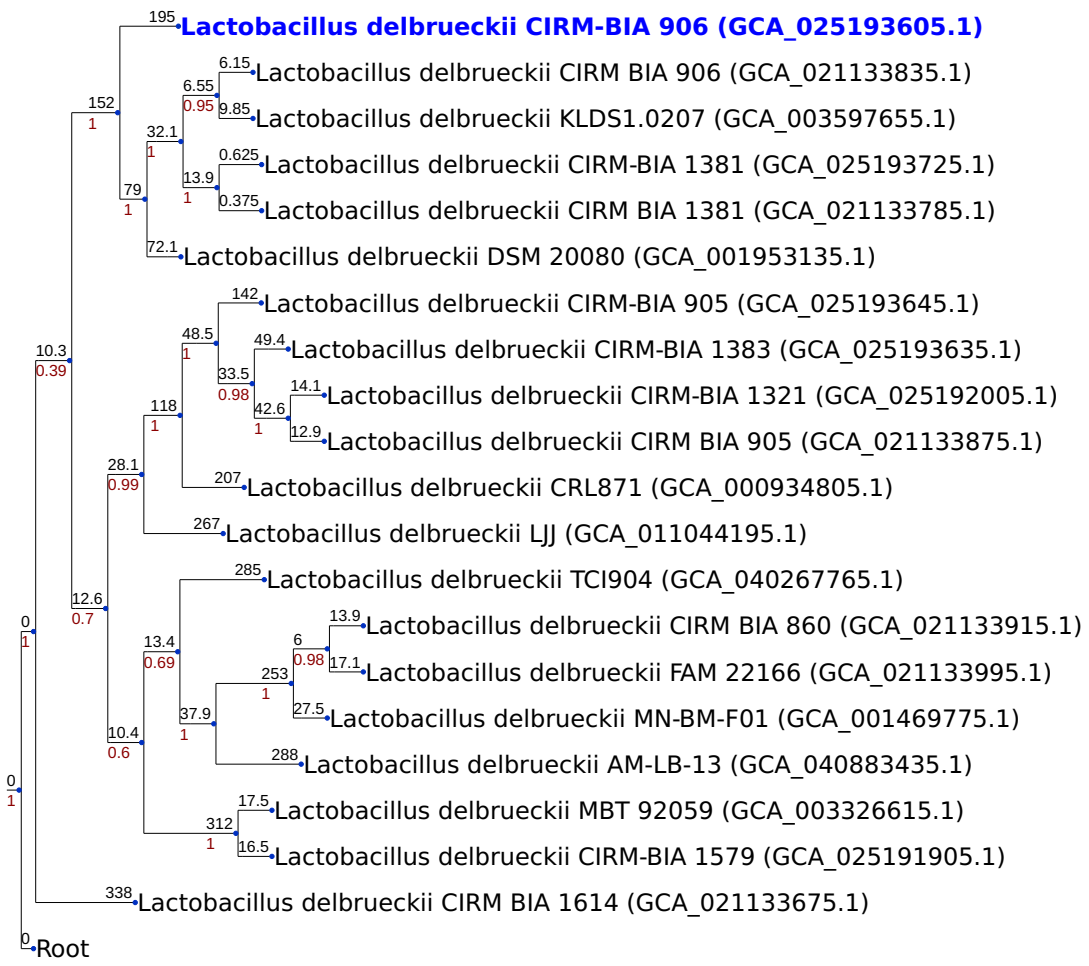 195
Lactobacillus delbrueckii CIRM-BIA 906 (GCA_025193605.1)
6.15
Lactobacillus delbrueckii CIRM BIA 906 (GCA_021133835.1)
6.55
0.95
152
1
9.85
Lactobacillus delbrueckii KLDS1.0207 (GCA_003597655.1)
32.1
1
0.625
Lactobacillus delbrueckii CIRM-BIA 1381 (GCA_025193725.1)
13.9
1
79
1
0.375
Lactobacillus delbrueckii CIRM BIA 1381 (GCA_021133785.1)
72.1
Lactobacillus delbrueckii DSM 20080 (GCA_001953135.1)
142
Lactobacillus delbrueckii CIRM-BIA 905 (GCA_025193645.1)
48.5
1
10.3
0.39
49.4
Lactobacillus delbrueckii CIRM-BIA 1383 (GCA_025193635.1)
33.5
0.98
14.1
Lactobacillus delbrueckii CIRM-BIA 1321 (GCA_025192005.1)
118
1
42.6
1
12.9
Lactobacillus delbrueckii CIRM BIA 905 (GCA_021133875.1)
28.1
0.99
207
Lactobacillus delbrueckii CRL871 (GCA_000934805.1)
267
Lactobacillus delbrueckii LJJ (GCA_011044195.1)
285
Lactobacillus delbrueckii TCI904 (GCA_040267765.1)
12.6
0.7
13.9
Lactobacillus delbrueckii CIRM BIA 860 (GCA_021133915.1)
0
1
13.4
0.69
6
0.98
17.1
Lactobacillus delbrueckii FAM 22166 (GCA_021133995.1)
253
1
27.5
Lactobacillus delbrueckii MN-BM-F01 (GCA_001469775.1)
37.9
1
10.4
0.6
288
Lactobacillus delbrueckii AM-LB-13 (GCA_040883435.1)
0
1
17.5
Lactobacillus delbrueckii MBT 92059 (GCA_003326615.1)
312
1
16.5
Lactobacillus delbrueckii CIRM-BIA 1579 (GCA_025191905.1)
338
Lactobacillus delbrueckii CIRM BIA 1614 (GCA_021133675.1)
0
Root